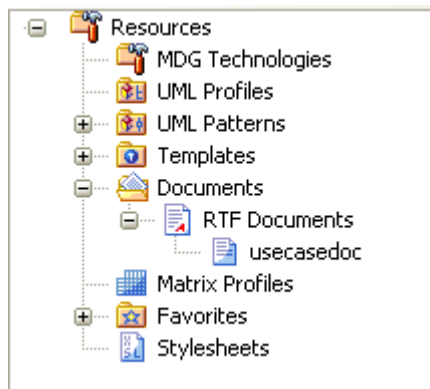 Resources
MDG Technologies
UML Profiles
UML Patterns
Templates
Documents
RTF Documents
usecasedoc
Matrix Profiles
Favorites
Stylesheets